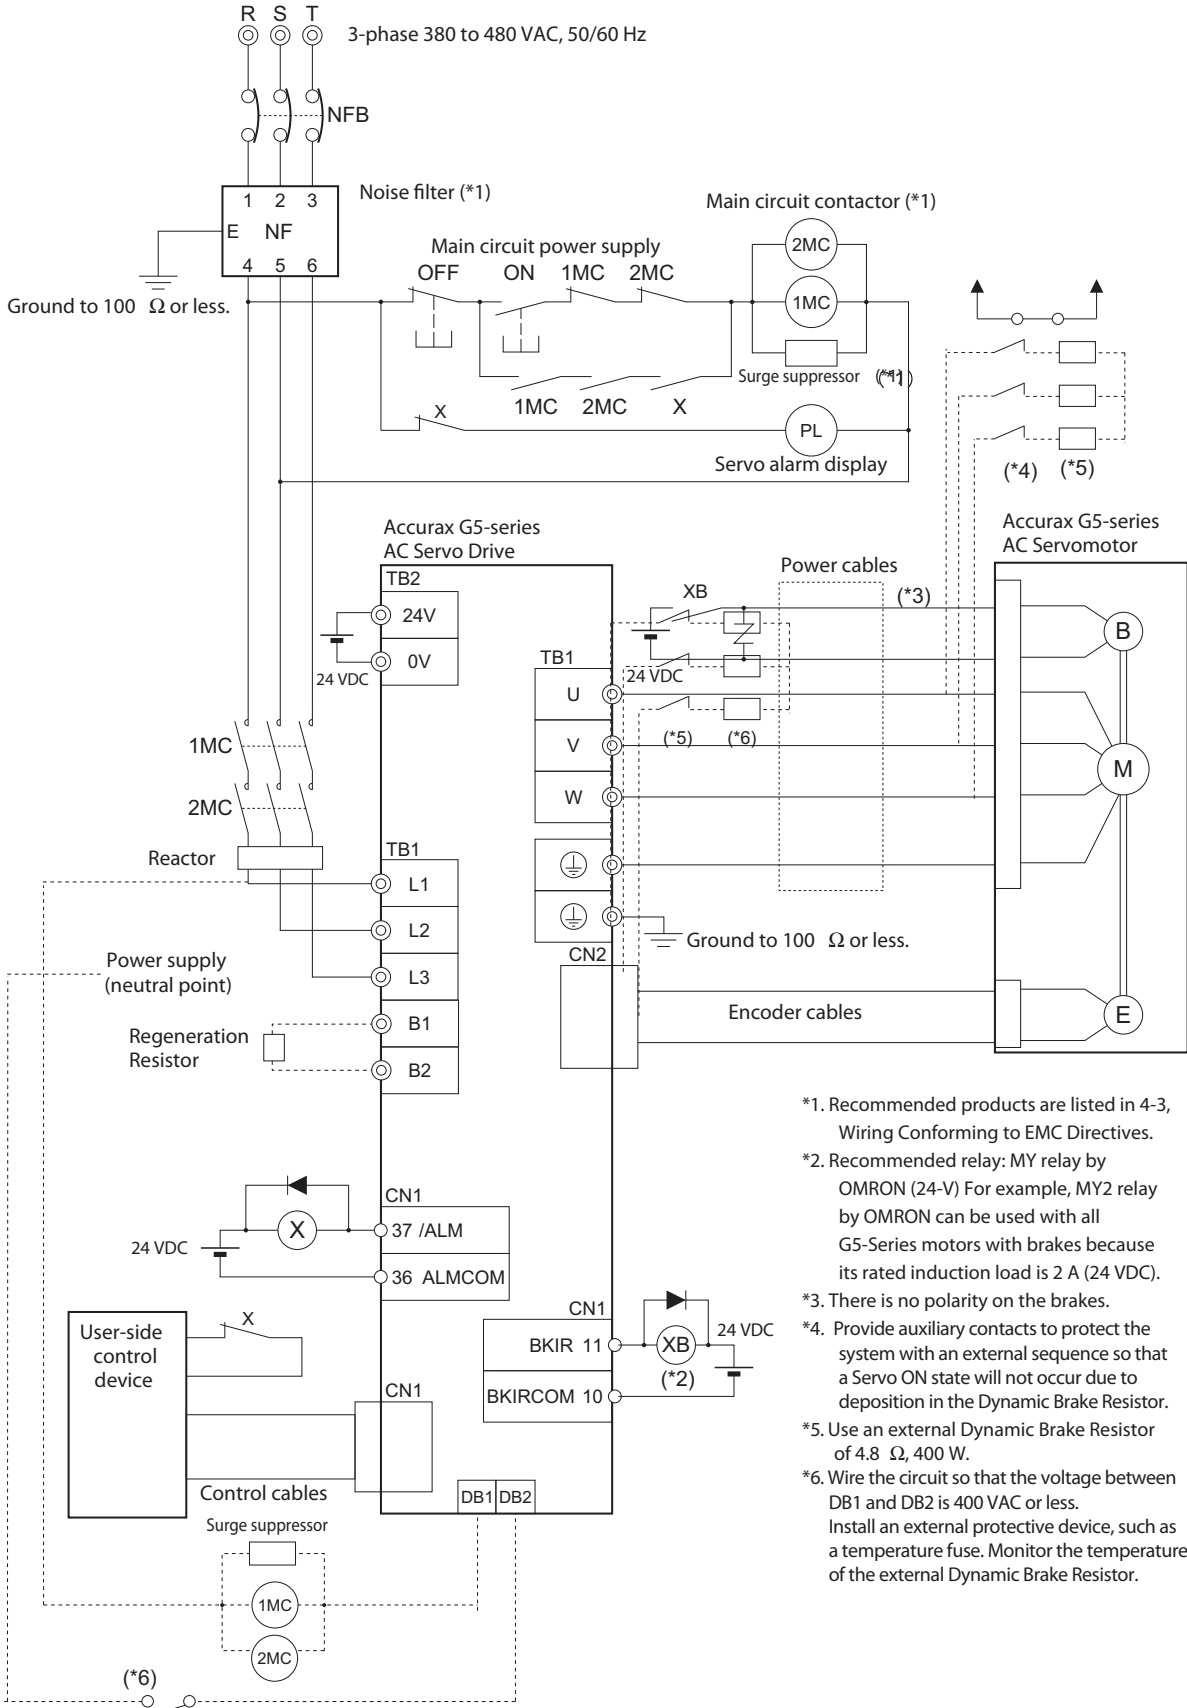 R S T
3-phase 380 to 480 VAC, 50/60 Hz
NFB
Noise filter (*1)
1 2 3
E NF
4 5 6
Ground to 100 Ω or less.
Main circuit contactor (*1)
2MC
Main circuit power supply
OFF ON 1MC 2MC
1MC
Surge suppressor
1MC 2MC X
X
PL
Servo alarm display
(*4) (*5)
Accurax G5-series
AC Servo Drive
Accurax G5-series
AC Servomotor
TB2
24V
0V
24 VDC
Power cables
XB
(*3)
B
TB1
24 VDC
U
(*5) (*6)
V
M
W
1MC
2MC
Reactor
TB1
L1
L2
L3
B1
B2
Ground to 100 Ω or less.
CN2
Power supply
(neutral point)
Encoder cables
E
Regeneration
Resistor
CN1
X
37 /ALM
24 VDC
36 ALMCOM
CN1
24 VDC
BKIR 11
XB
(*2)
BKIRCOM 10
User-side
control
device
X
CN1
Control cables
DB1 DB2
Surge suppressor
1MC
2MC
(*6)
*1. Recommended products are listed in 4-3,
Wiring Conforming to EMC Directives.
*2. Recommended relay: MY relay by
OMRON (24-V) For example, MY2 relay
by OMRON can be used with all
G5-Series motors with brakes because
its rated induction load is 2 A (24 VDC).
*3. There is no polarity on the brakes.
*4. Provide auxiliary contacts to protect the
system with an external sequence so that
a Servo ON state will not occur due to
deposition in the Dynamic Brake Resistor.
*5. Use an external Dynamic Brake Resistor
of 4.8 Ω, 400 W.
*6. Wire the circuit so that the voltage between
DB1 and DB2 is 400 VAC or less.
Install an external protective device, such as
a temperature fuse. Monitor the temperature
of the external Dynamic Brake Resistor.